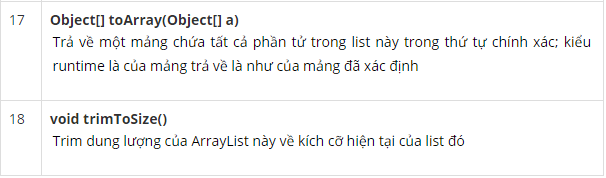 17 Object[] toArray(Object[] a)
Trả về một mảng chứa tất cả phần tử trong list này trong thứ tự chính xác; kiểu
runtime là của mảng trả về là như của mảng đã xác định
18 void trimToSize()
Trim dung lượng của ArrayList này về kích cỡ hiện tại của list đó